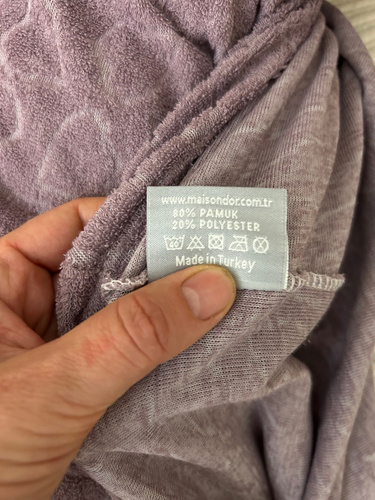 www.maisondor.com.tr
80% PAMUK
20% POLYESTER
Made in Turkey